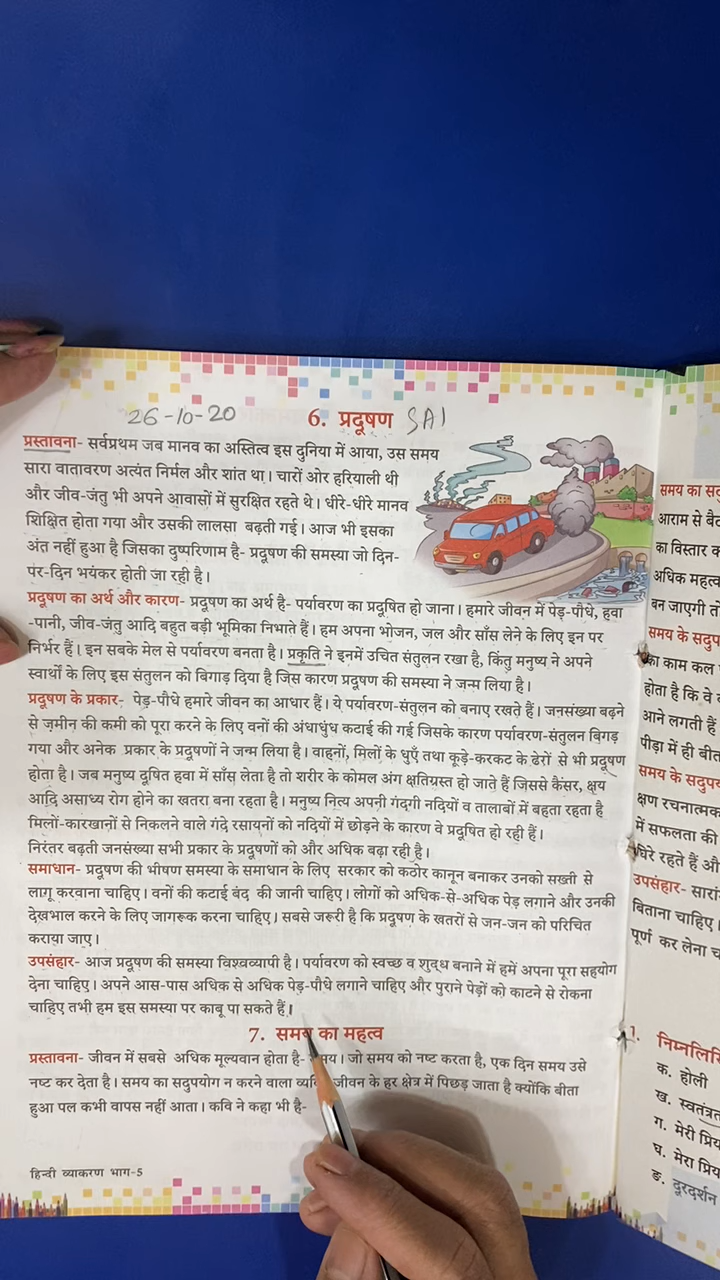 26-10-20 6. प्रदूषण SAI
प्रस्तावना- सर्वप्रथम जब मानव का अस्तित्व इस दुनिया में आया, उस समय
सारा वातावरण अत्यंत निर्मल और शांत था। चारों ओर हरियाली थी
और जीव-जंतु भी अपने आवासों में सुरक्षित रहते थे। धीरे-धीरे मानव
शिक्षित होता गया और उसकी लालसा बढ़ती गई। आज भी इसका
अंत नहीं हुआ है जिसका दुष्परिणाम है- प्रदूषण की समस्या जो दिन-
पर-दिन भयंकर होती जा रही है।
प्रदूषण का अर्थ और कारण- प्रदूषण का अर्थ है- पर्यावरण का प्रदूषित हो जाना। हमारे जीवन में पेड़-पौधे, हवा
-पानी, जीव-जंतु आदि बहुत बड़ी भूमिका निभाते हैं। हम अपना भोजन, जल और साँस लेने के लिए इन पर
निर्भर हैं। इन सबके मेल से पर्यावरण बनता है। प्रकृति ने इनमें उचित संतुलन रखा है, किंतु मनुष्य ने अपने
स्वार्थों के लिए इस संतुलन को बिगाड़ दिया है जिस कारण प्रदूषण की समस्या ने जन्म लिया है।
प्रदूषण के प्रकार- पेड़-पौधे हमारे जीवन का आधार हैं। ये पर्यावरण-संतुलन को बनाए रखते हैं। जनसंख्या बढ़ने
से ज़मीन की कमी को पूरा करने के लिए वनों की अंधाधुंध कटाई की गई जिसके कारण पर्यावरण-संतुलन बिगड़
गया और अनेक प्रकार के प्रदूषणों ने जन्म लिया है। वाहनों, मिलों के धुएँ तथा कूड़े-करकट के ढेरों से भी प्रदूषण
होता है। जब मनुष्य दूषित हवा में साँस लेता है तो शरीर के कोमल अंग क्षतिग्रस्त हो जाते हैं जिससे कैंसर, क्षय
आदि असाध्य रोग होने का खतरा बना रहता है। मनुष्य नित्य अपनी गंदगी नदियों व तालाबों में बहता रहता है
मिलों-कारखानों से निकलने वाले गंदे रसायनों को नदियों में छोड़ने के कारण वे प्रदूषित हो रही हैं।
निरंतर बढ़ती जनसंख्या सभी प्रकार के प्रदूषणों को और अधिक बढ़ा रही है।
समाधान- प्रदूषण की भीषण समस्या के समाधान के लिए सरकार को कठोर कानून बनाकर उनको सख्ती से
लागू करवाना चाहिए। वनों की कटाई बंद की जानी चाहिए। लोगों को अधिक-से-अधिक पेड़ लगाने और उनकी
देखभाल करने के लिए जागरूक करना चाहिए। सबसे जरूरी है कि प्रदूषण के खतरों से जन-जन को परिचित
कराया जाए।
उपसंहार- आज प्रदूषण की समस्या विश्वव्यापी है। पर्यावरण को स्वच्छ व शुद्ध बनाने में हमें अपना पूरा सहयोग
देना चाहिए। अपने आस-पास अधिक से अधिक पेड़-पौधे लगाने चाहिए और पुराने पेड़ों को काटने से रोकना
चाहिए तभी हम इस समस्या पर काबू पा सकते हैं।
7. समय का महत्व
प्रस्तावना- जीवन में सबसे अधिक मूल्यवान होता है- समय। जो समय को नष्ट करता है, एक दिन समय उसे
नष्ट कर देता है। समय का सदुपयोग न करने वाला जीवन के हर क्षेत्र में पिछड़ जाता है क्योंकि बीता
हुआ पल कभी वापस नहीं आता। कवि ने कहा भी है-
हिन्दी व्याकरण भाग-5
समय का
आराम से
का विस्तार
अधिक महत्व
बन जाएगी तो
समय के
का काम कल
होता है कि वे
आने लगती हैं
पीड़ा में ही
समय के
क्षण रचनात्मक
में सफलता की
घिरे रहते हैं औ
उपसंहार-
बिताना चाहिए।
पूर्ण कर लेना
1. 
क. होली
ख.
ग. मेरी
घ. मेरा
ङ. दूरदर्शन